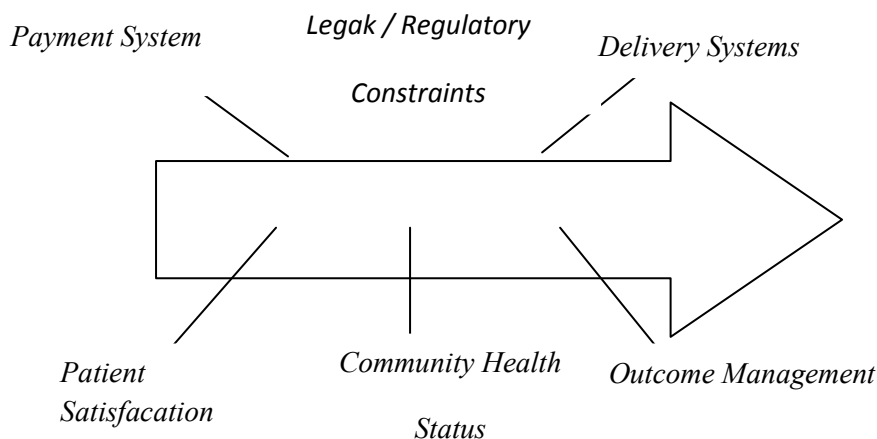 Payment System
Legak / Regulatory
Constraints
Delivery Systems
Patient
Satisfacation
Community Health
Status
Outcome Management